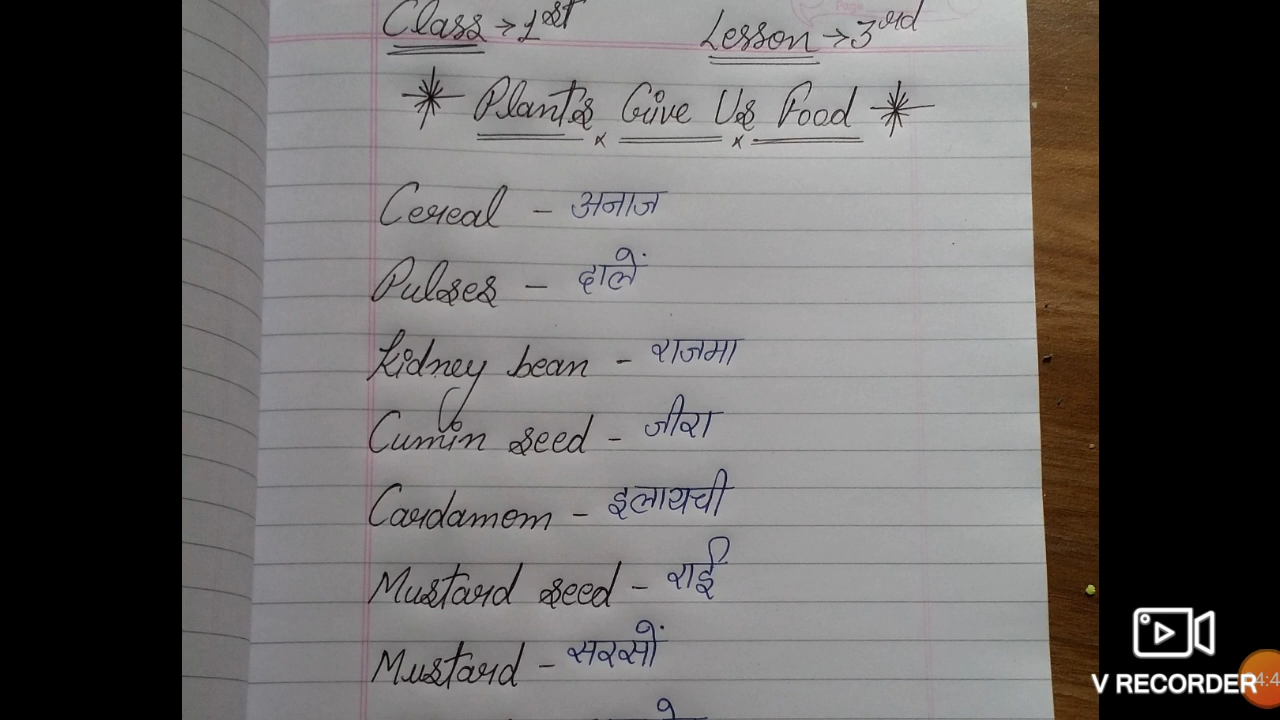 Class → 1st Lesson → 3rd
Plants Give Us Food
Cereal - अनाज
Pulses - दालें
Kidney bean - राजमा
Cumin seed - जीरा
Cardamom - इलायची
Mustard seed - राई
Mustard - सरसों
V RECORDER